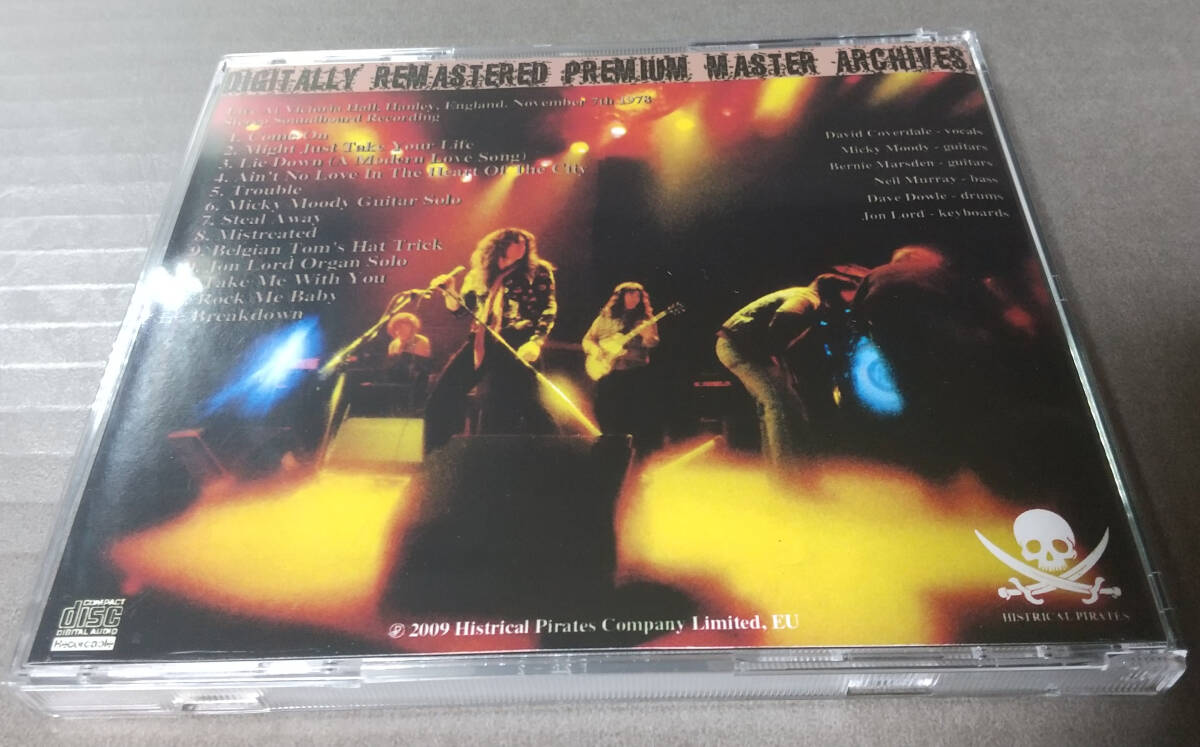 DIGITALLY REMASTERED PREMIUM MASTER ARCHIVES
Live At Victoria Hall, Hanley, England. November 7th 1978
Stereo Soundboard Recording
1. Come On
2. Might Just Take Your Life
3. Lie Down (A Modern Love Song)
4. Ain't No Love In The Heart Of The City
5. Trouble
6. Micky Moody Guitar Solo
7. Steal Away
8. Mistreated
9. Belgian Tom's Hat Trick
Jon Lord Organ Solo
Take Me With You
Rock Me Baby
Breakdown
David Coverdale - vocals
Micky Moody - guitars
Bernie Marsden - guitars
Neil Murray - bass
Dave Dowle - drums
Jon Lord - keyboards
HISTRICAL PIRATES
COMPACT
disc
DIGITAL AUDIO
Recordable
℗ 2009 Histrical Pirates Company Limited, EU